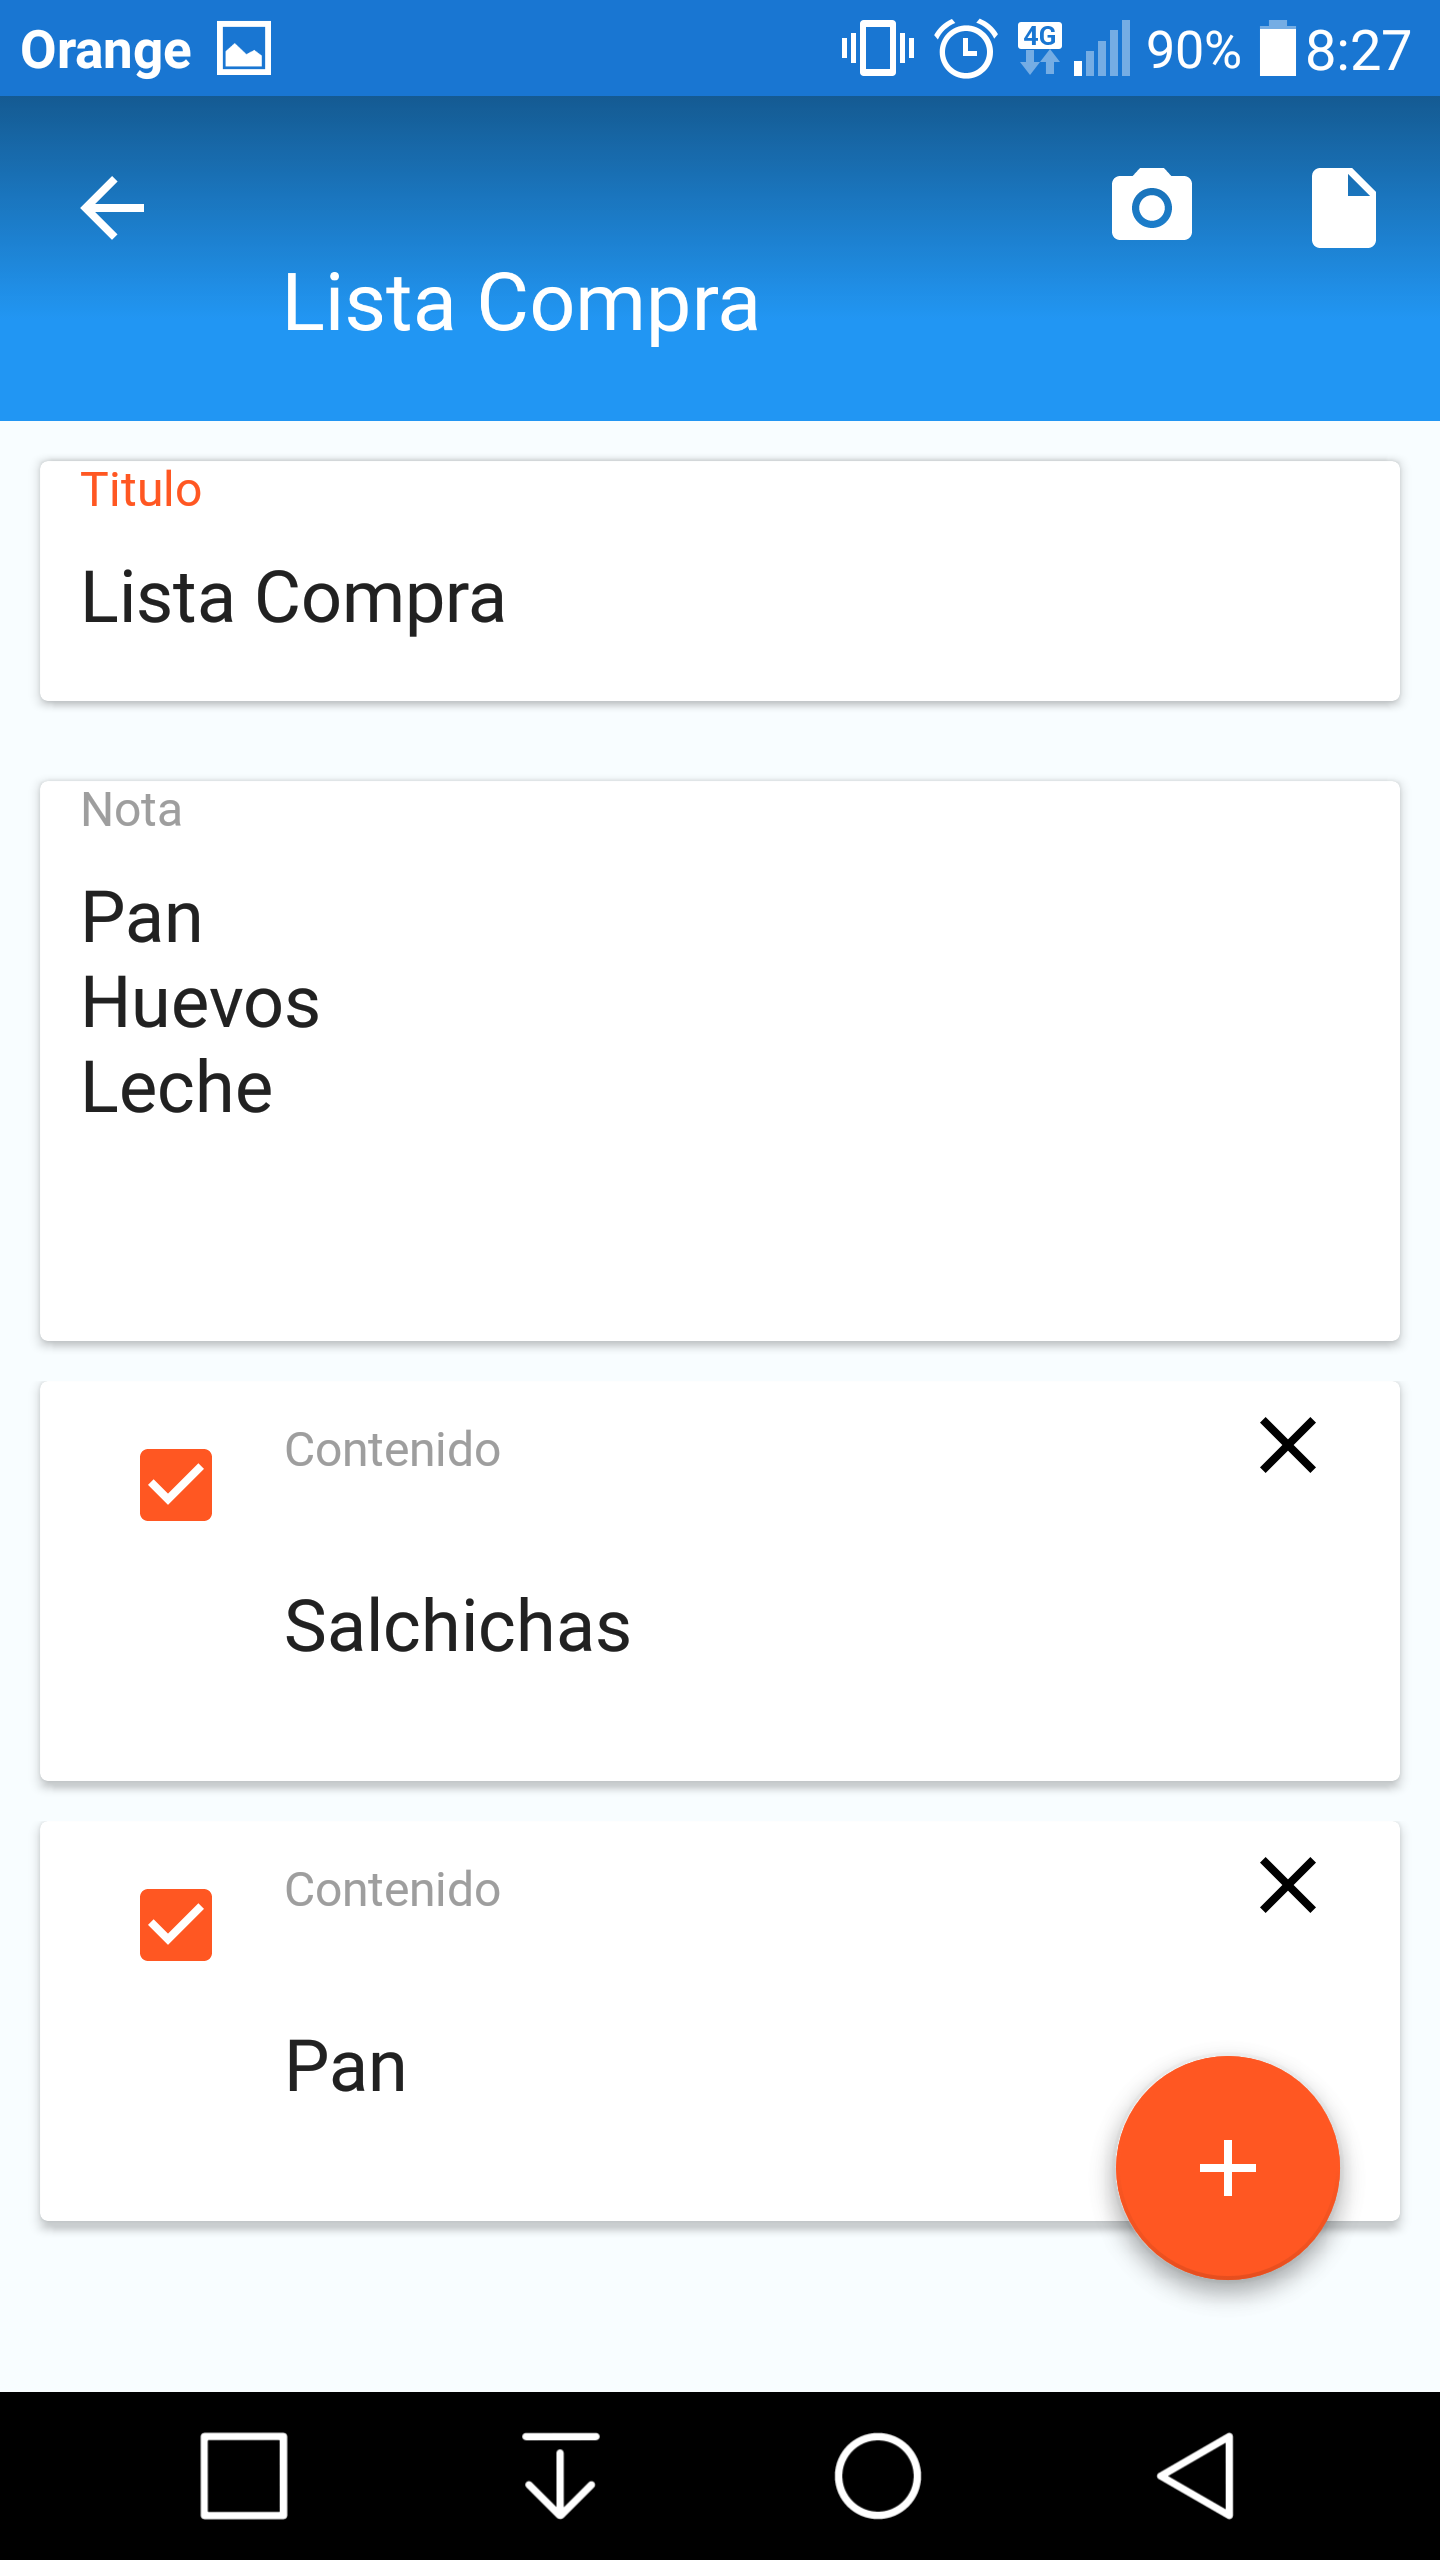 Orange 4G 90% 8:27
Lista Compra
Titulo
Lista Compra
Nota
Pan
Huevos
Leche
Contenido
Salchichas
Contenido
Pan